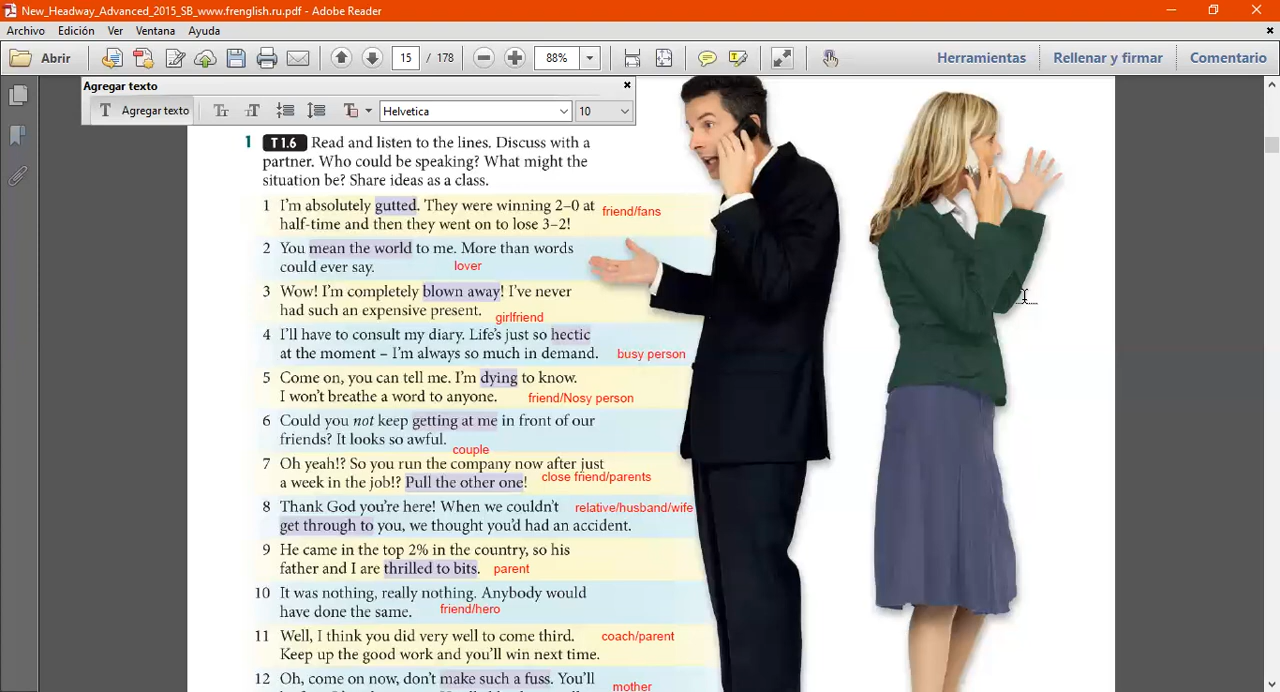 New_Headway_Advanced_2015_SB_www.frenglish.ru.pdf - Adobe Reader
Archivo Edición Ver Ventana Ayuda
Abrir 15 / 178 88% Herramientas Rellenar y firmar Comentario
Agregar texto
T Agregar texto Helvetica 10
1 T 1.6 Read and listen to the lines. Discuss with a
partner. Who could be speaking? What might the
situation be? Share ideas as a class.
1 I'm absolutely gutted. They were winning 2–0 at
half-time and then they went on to lose 3–2! friend/fans
2 You mean the world to me. More than words
could ever say. lover
3 Wow! I'm completely blown away! I've never
had such an expensive present. girlfriend
4 I'll have to consult my diary. Life's just so hectic
at the moment – I'm always so much in demand. busy person
5 Come on, you can tell me. I'm dying to know.
I won't breathe a word to anyone. friend/Nosy person
6 Could you not keep getting at me in front of our
friends? It looks so awful. couple
7 Oh yeah!? So you run the company now after just
a week in the job!? Pull the other one! close friend/parents
8 Thank God you're here! When we couldn't relative/husband/wife
get through to you, we thought you'd had an accident.
9 He came in the top 2% in the country, so his
father and I are thrilled to bits. parent
10 It was nothing, really nothing. Anybody would
have done the same. friend/hero
11 Well, I think you did very well to come third. coach/parent
Keep up the good work and you'll win next time.
12 Oh, come on now, don't make such a fuss. You'll
mother